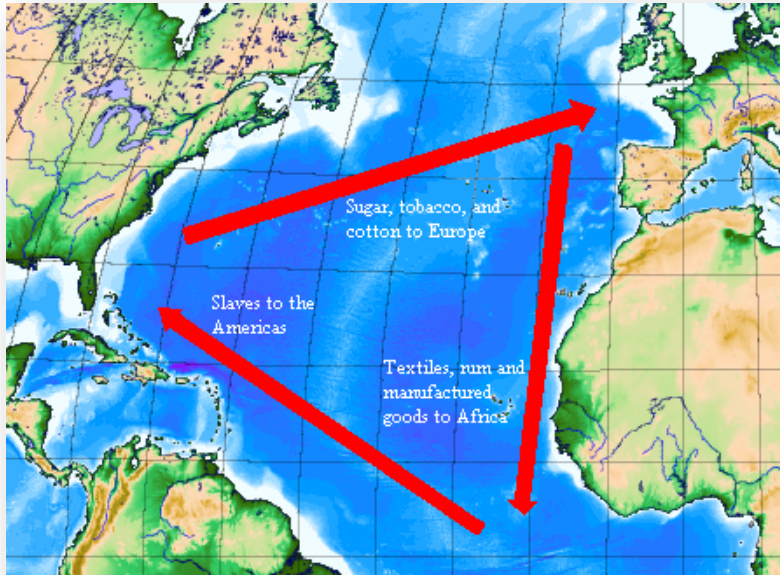 Sugar, tobacco, and
cotton to Europe
Slaves to the
Americas
Textiles, rum and
manufactured
goods to Africa